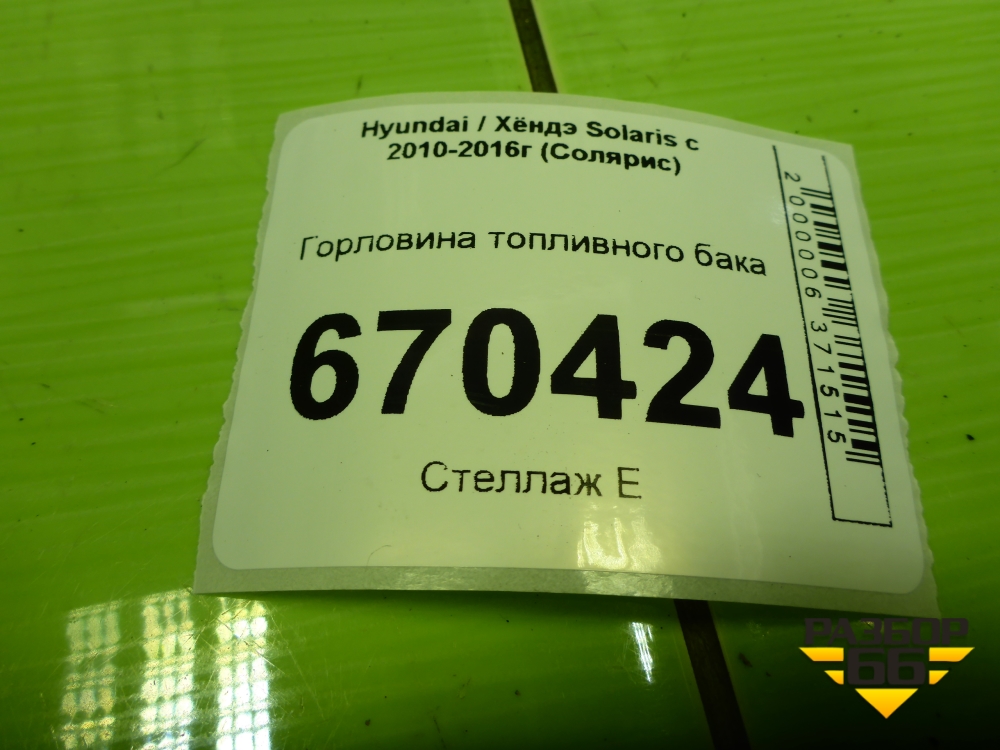 Hyundai / Хёндэ Solaris с
2010-2016г (Солярис)
Горловина топливного бака
670424
Стеллаж Е
2000006371515
РАЗБОР
66